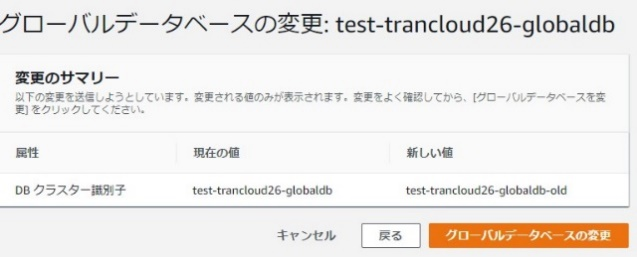 グローバルデータベースの変更: test-trancloud26-globaldb
変更のサマリー
以下の変更を送信しようとしています。変更される値のみが表示されます。変更をよく確認してから、[グローバルデータベースを変
更] をクリックしてください。
属性 現在の値 新しい値
DB クラスター識別子 test-trancloud26-globaldb test-trancloud26-globaldb-old
キャンセル 戻る グローバルデータベースの変更